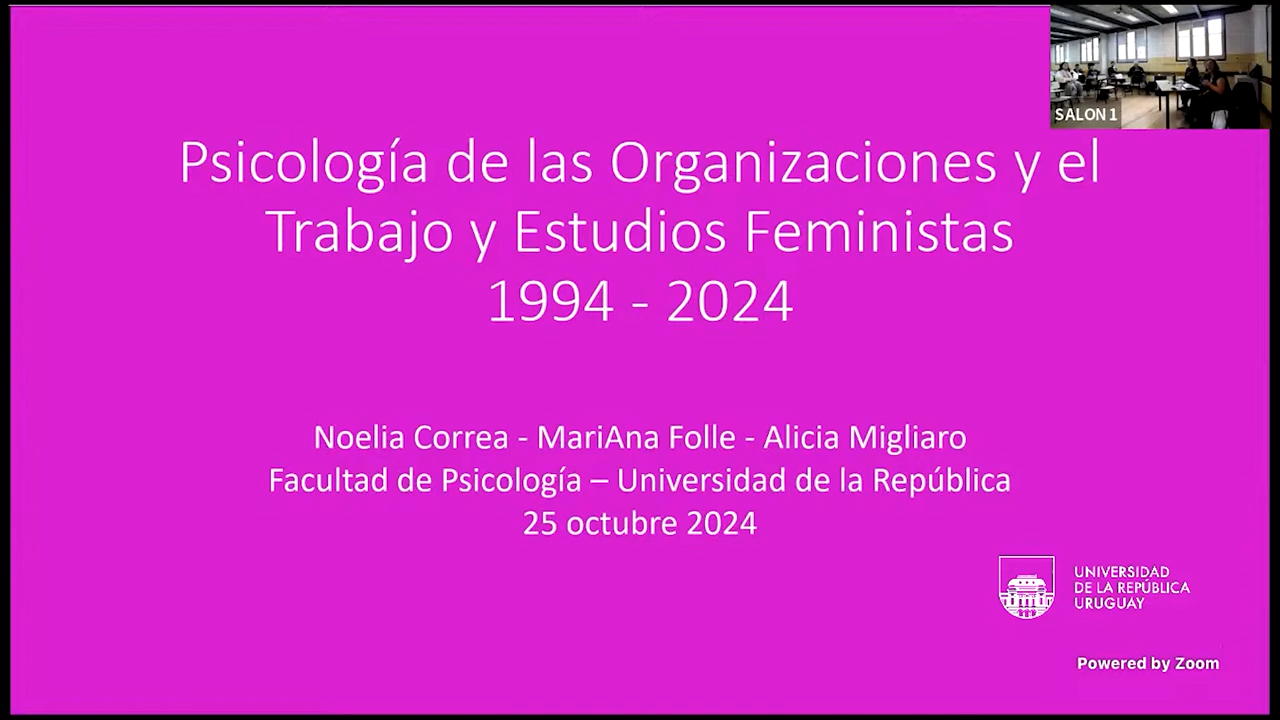 SALON 1
Psicología de las Organizaciones y el
Trabajo y Estudios Feministas
1994 - 2024
Noelia Correa - MariAna Folle - Alicia Migliaro
Facultad de Psicología – Universidad de la República
25 octubre 2024
UNIVERSIDAD
DE LA REPÚBLICA
URUGUAY
Powered by Zoom